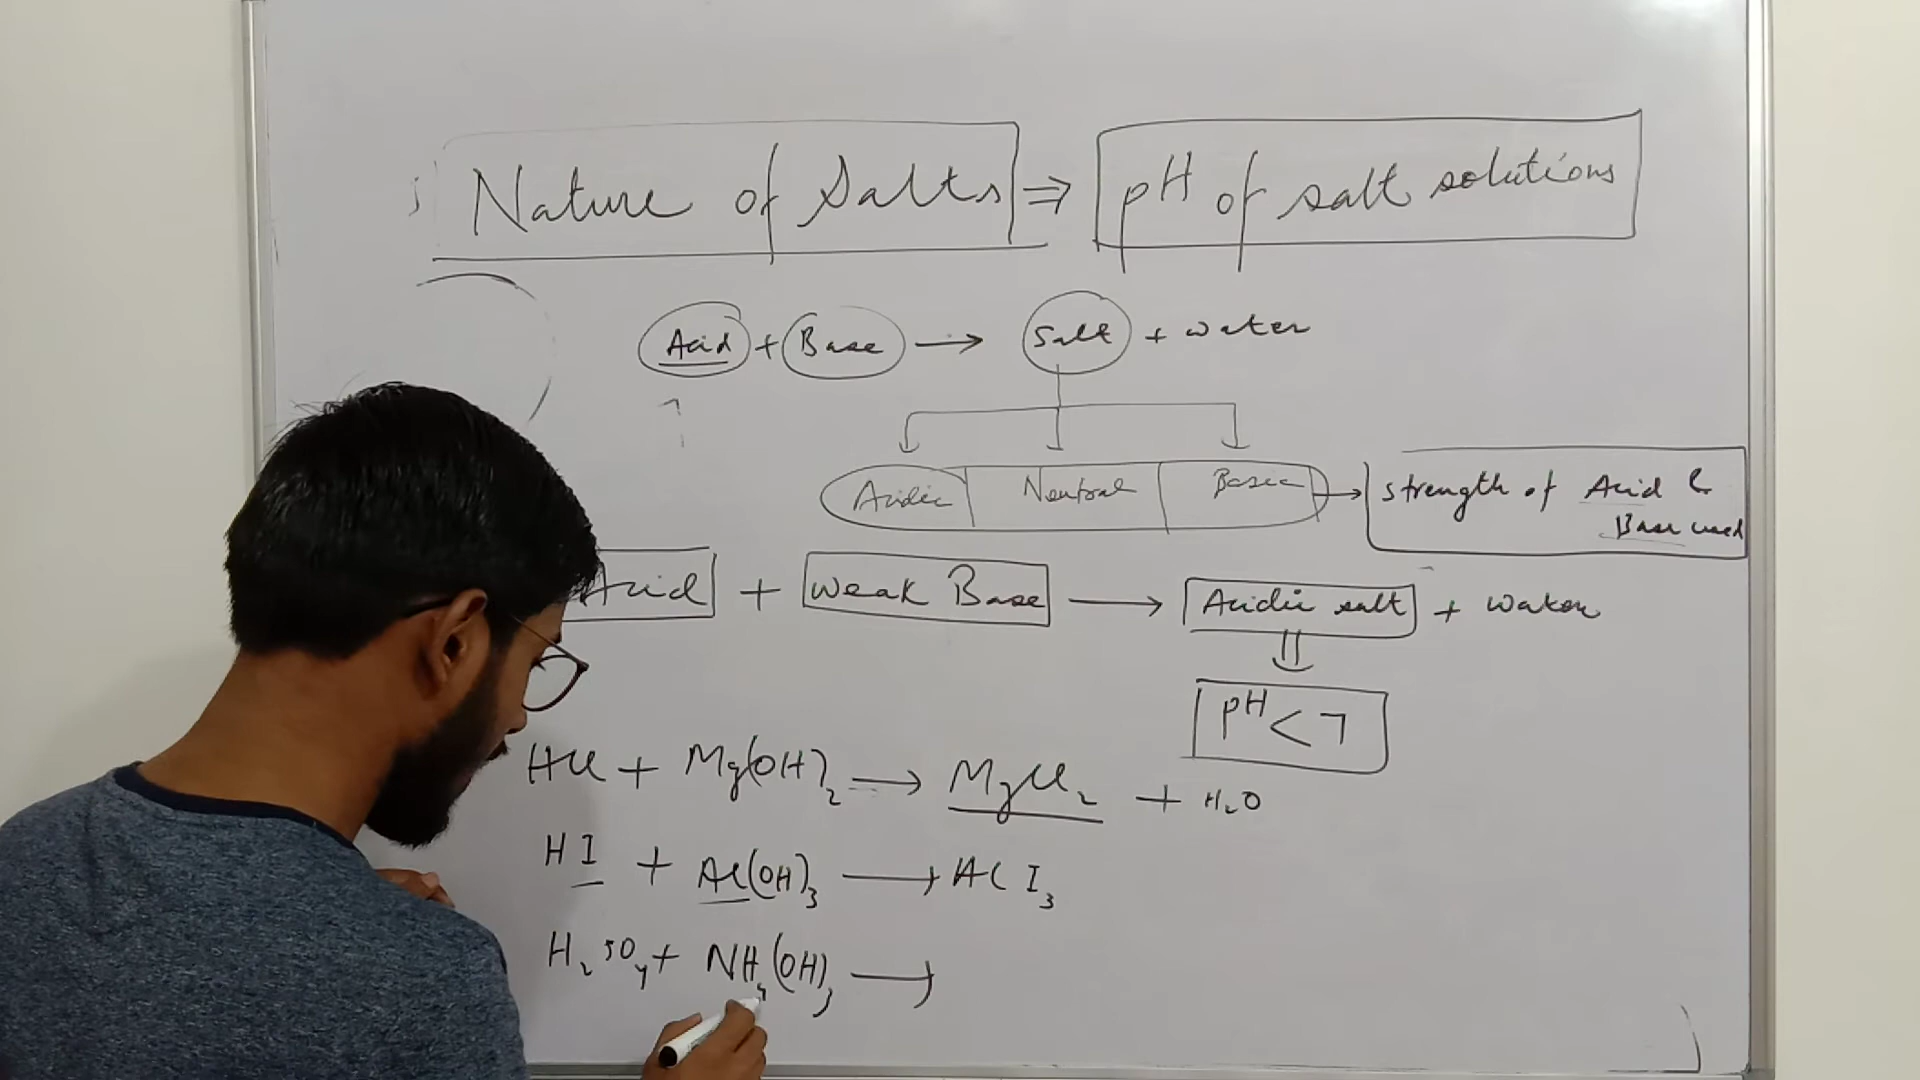 Nature of Salts ⇒ pH of salt solutions
Acid + Base → Salt + water
Acidic Neutral Basic → strength of Acid &
Base used
Acid + Weak Base → Acidic salt + Water
pH < 7
HCl + Mg(OH)2 → MgCl2 + H2O
HI + Al(OH)3 → AlI3
H2SO4 + NH4(OH) →